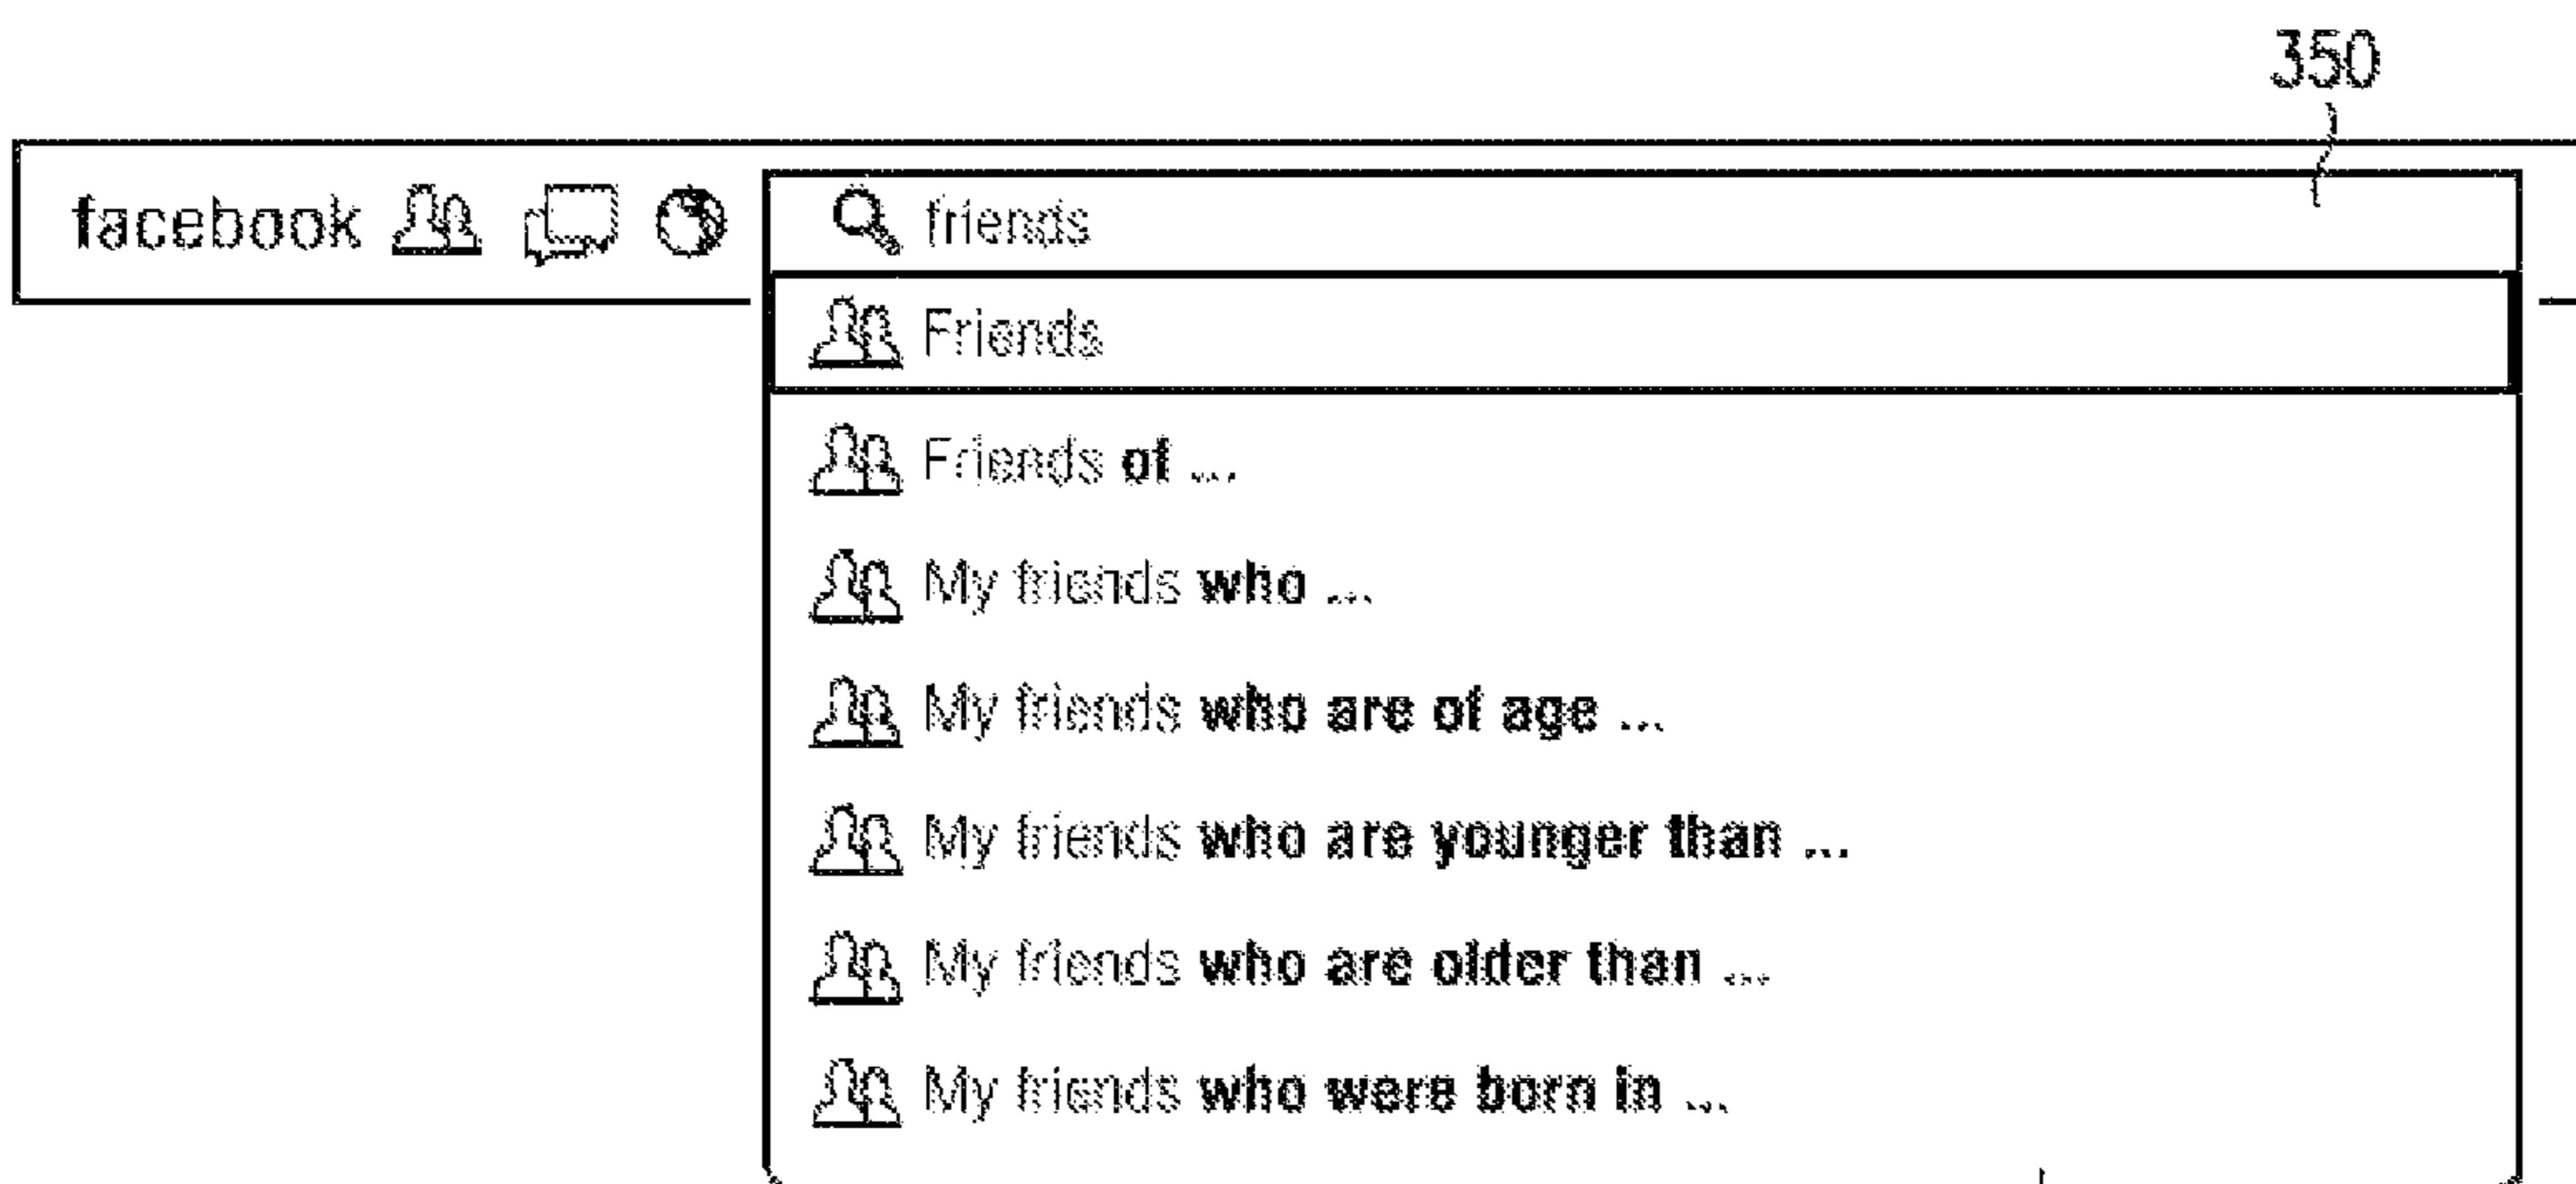 350
facebook friends
Friends
Friends of ...
My friends who ...
My friends who are of age ...
My friends who are younger than ...
My friends who are older than ...
My friends who were born in ...